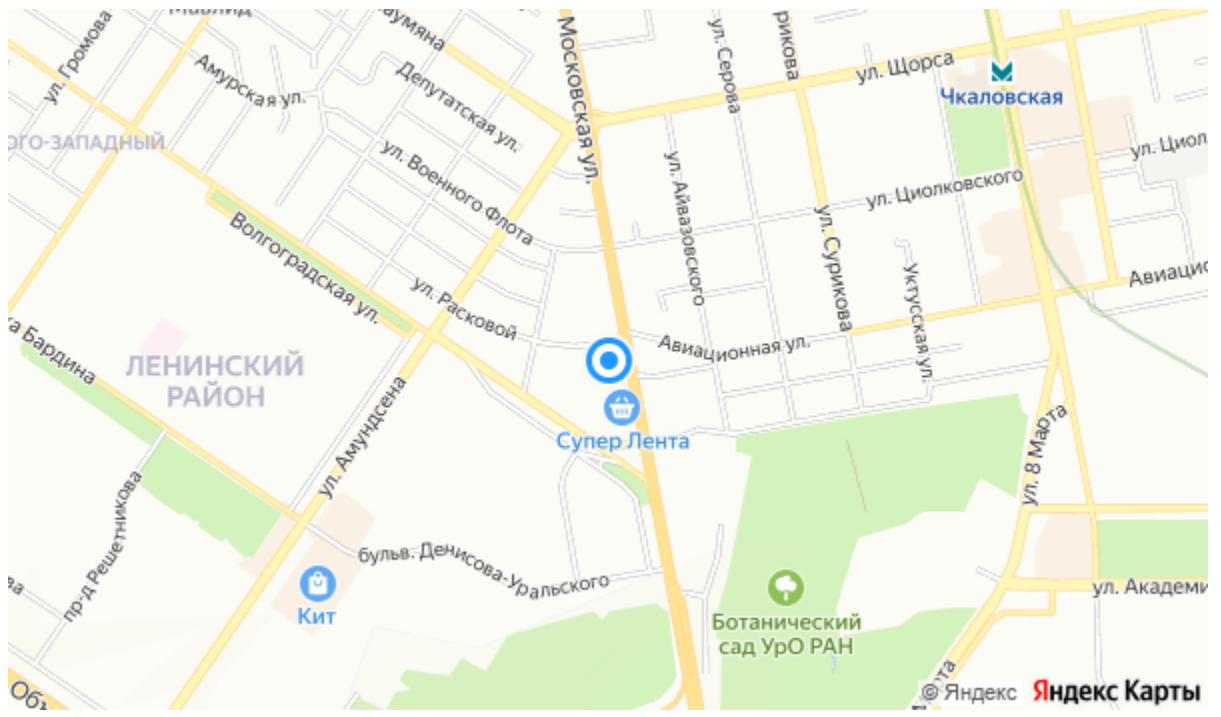 ул. Громова
Амурская ул.
Депутатская ул.
Московская ул.
ул. Серова
ул. Щорса
Чкаловская
ул. Военного Флота
ул. Айвазовского
ул. Циолковского
ул. Сурикова
Волгоградская ул.
ул. Расковой
Уктусская ул.
Авиационная ул.
ЛЕНИНСКИЙ
РАЙОН
ул. Амундсена
Супер Лента
ул. 8 Марта
пр-д Решетникова
бульв. Денисова-Уральского
Кит
Ботанический
сад УрО РАН
ул. Академи
© Яндекс Яндекс Карты